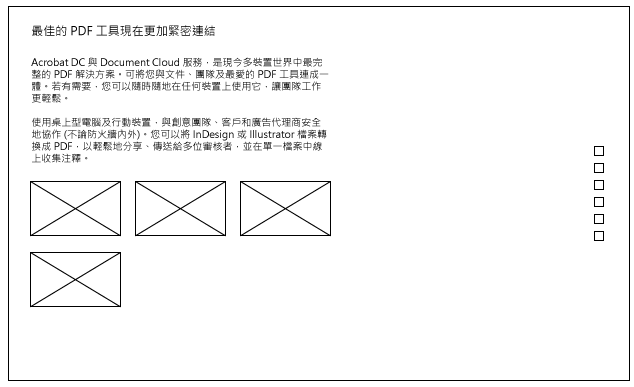 最佳的 PDF 工具現在更加緊密連結
Acrobat DC 與 Document Cloud 服務，是現今多裝置世界中最完
整的 PDF 解決方案。可將您與文件、團隊及最愛的 PDF 工具連成一
體。若有需要，您可以隨時隨地在任何裝置上使用它，讓團隊工作
更輕鬆。
使用桌上型電腦及行動裝置，與創意團隊、客戶和廣告代理商安全
地協作 (不論防火牆內外)。您可以將 InDesign 或 Illustrator 檔案轉
換成 PDF，以輕鬆地分享、傳送給多位審核者，並在單一檔案中線
上收集注釋。